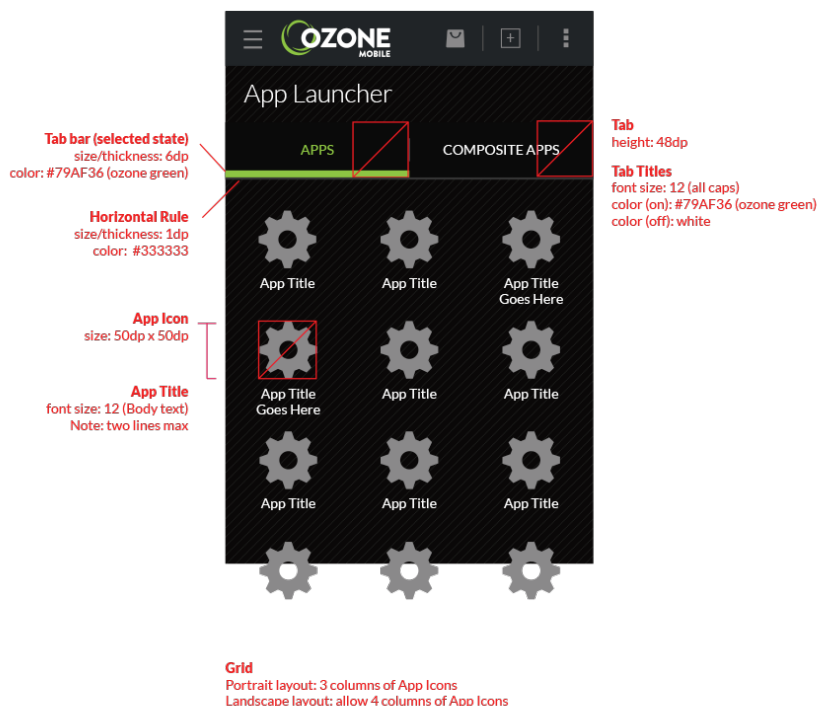 OZONE
MOBILE
App Launcher
APPS
COMPOSITE APPS
Tab bar (selected state)
size/thickness: 6dp
color: #79AF36 (ozone green)
Horizontal Rule
size/thickness: 1dp
color: #333333
App Icon
size: 50dp x 50dp
App Title
font size: 12 (Body text)
Note: two lines max
Tab
height: 48dp
Tab Titles
font size: 12 (all caps)
color (on): #79AF36 (ozone green)
color (off): white
App Title
App Title
App Title
Goes Here
App Title
Goes Here
App Title
App Title
App Title
App Title
App Title
Grid
Portrait layout: 3 columns of App Icons
Landscape layout: allow 4 columns of App Icons